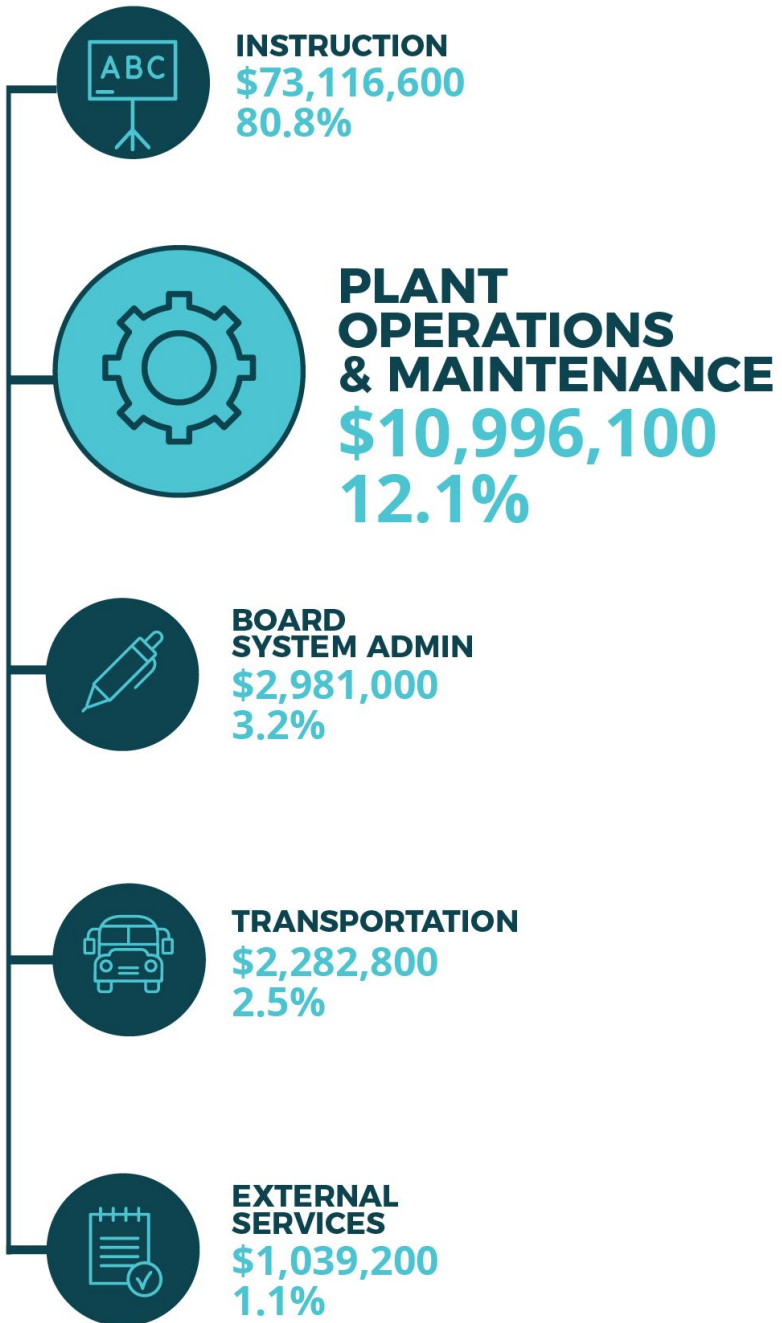 ABC
INSTRUCTION
$73,116,600
80.8%
PLANT
OPERATIONS
& MAINTENANCE
$10,996,100
12.1%
BOARD
SYSTEM ADMIN
$2,981,000
3.2%
TRANSPORTATION
$2,282,800
2.5%
EXTERNAL
SERVICES
$1,039,200
1.1%